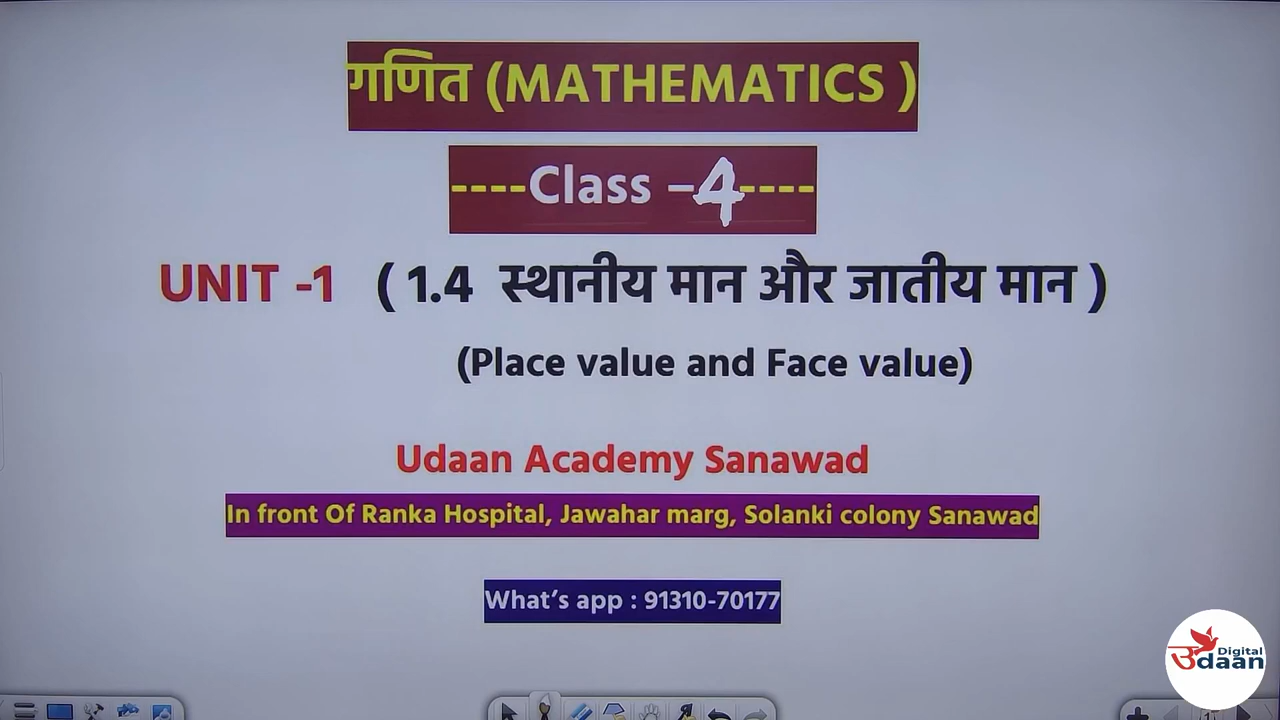 गणित (MATHEMATICS )
----Class –4----
UNIT -1 ( 1.4 स्थानीय मान और जातीय मान )
(Place value and Face value)
Udaan Academy Sanawad
In front Of Ranka Hospital, Jawahar marg, Solanki colony Sanawad
What’s app : 91310-70177
Digital
उdaan